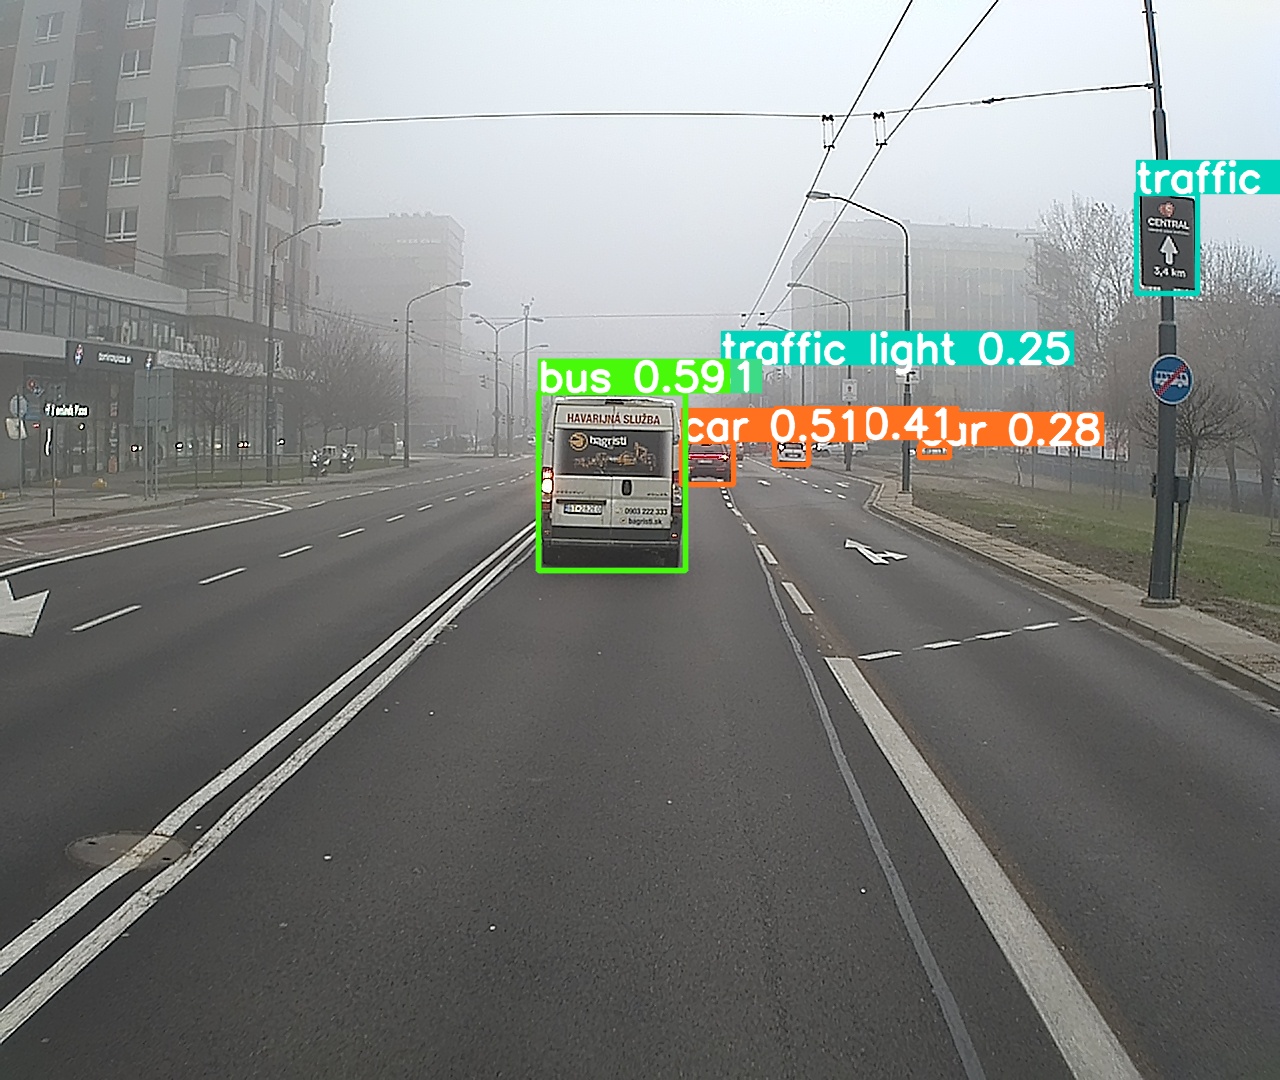 traffic
CENTRAL
3,4 km
traffic light 0.25
bus 0.59
1
car 0.51
0.41
0.28
HAVARIJNÁ SLUŽBA
bagristi
0903 222 333
bagristi.sk